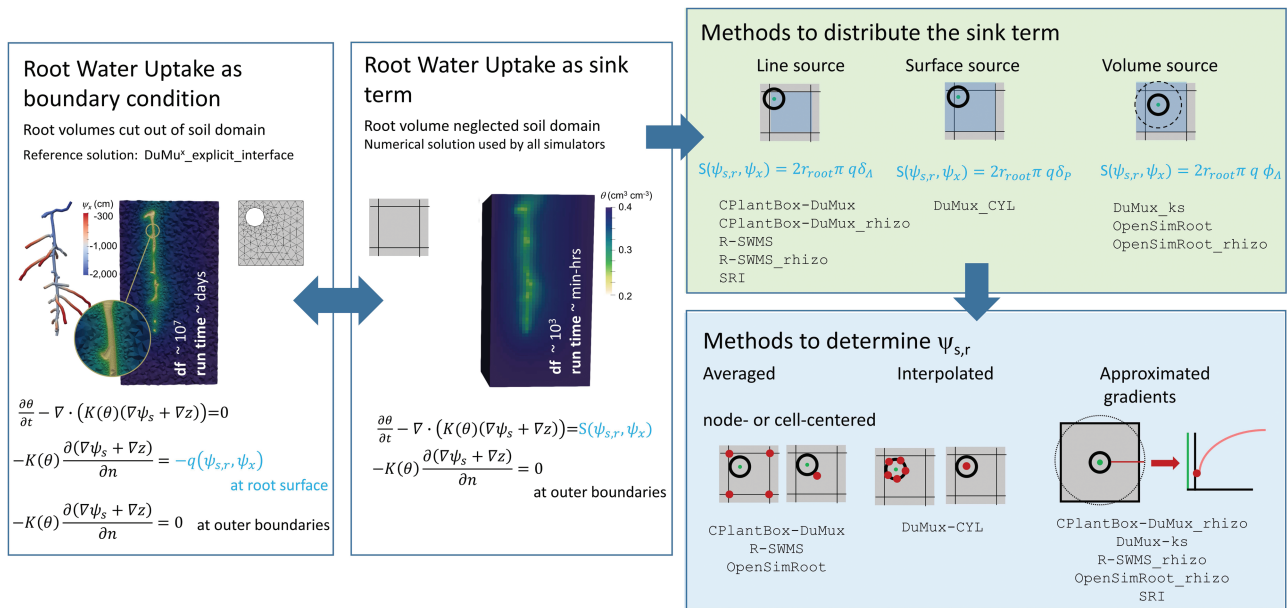 Root Water Uptake as
boundary condition
Root volumes cut out of soil domain
Reference solution: DuMuˣ_explicit_interface
ψₛ (cm)
-300
-1,000
-2,000
df ~ 10⁷
run time ~ days
∂θ/∂t − ∇ · (K(θ)(∇ψₛ + ∇z))=0
−K(θ) ∂(∇ψₛ + ∇z)/∂n = −q(ψₛ,ᵣ, ψₓ)
at root surface
−K(θ) ∂(∇ψₛ + ∇z)/∂n = 0 at outer boundaries
Root Water Uptake as sink
term
Root volume neglected soil domain
Numerical solution used by all simulators
θ (cm³ cm⁻³)
0.4
0.3
0.2
df ~ 10³
run time ~ min-hrs
∂θ/∂t − ∇ · (K(θ)(∇ψₛ + ∇z))=S(ψₛ,ᵣ, ψₓ)
−K(θ) ∂(∇ψₛ + ∇z)/∂n = 0
at outer boundaries
Methods to distribute the sink term
Line source
S(ψₛ,ᵣ, ψₓ) = 2r_root π qδ_Λ
CPlantBox-DuMux
CPlantBox-DuMux_rhizo
R-SWMS
R-SWMS_rhizo
SRI
Surface source
S(ψₛ,ᵣ, ψₓ) = 2r_root π qδ_P
DuMux_CYL
Volume source
S(ψₛ,ᵣ, ψₓ) = 2r_root π q ϕ_Λ
DuMux_ks
OpenSimRoot
OpenSimRoot_rhizo
Methods to determine ψₛ,ᵣ
Averaged
Interpolated
node- or cell-centered
CPlantBox-DuMux
R-SWMS
OpenSimRoot
DuMux-CYL
Approximated
gradients
CPlantBox-DuMux_rhizo
DuMux-ks
R-SWMS_rhizo
OpenSimRoot_rhizo
SRI